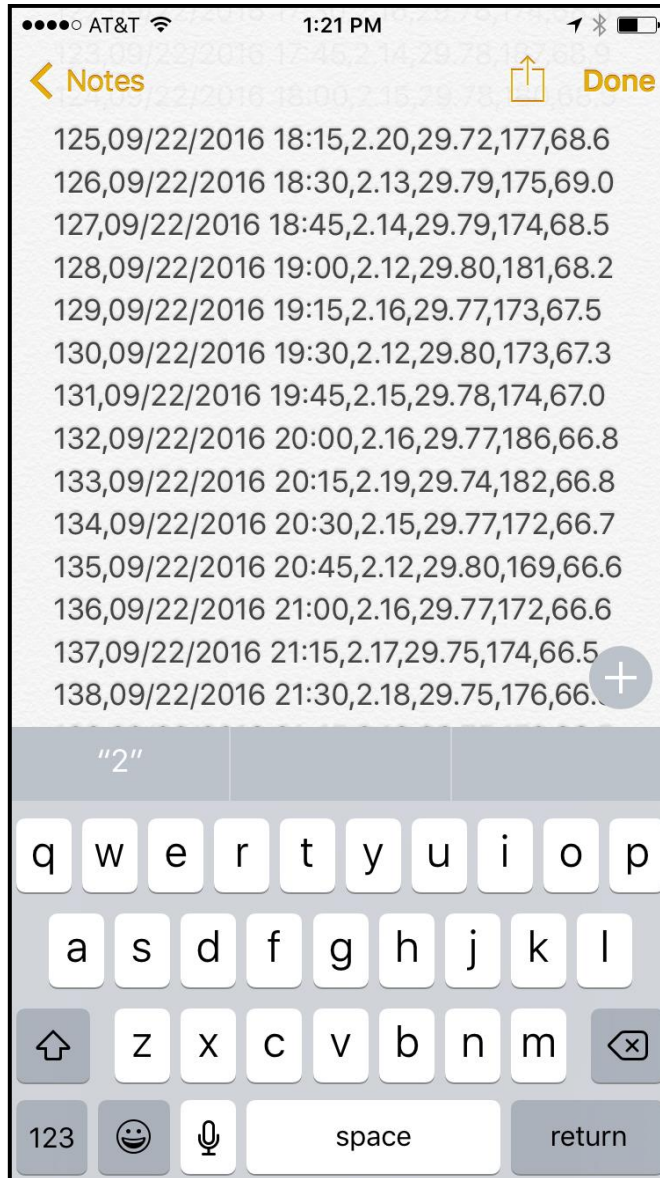 AT&T 1:21 PM
Notes Done
125,09/22/2016 18:15,2.20,29.72,177,68.6
126,09/22/2016 18:30,2.13,29.79,175,69.0
127,09/22/2016 18:45,2.14,29.79,174,68.5
128,09/22/2016 19:00,2.12,29.80,181,68.2
129,09/22/2016 19:15,2.16,29.77,173,67.5
130,09/22/2016 19:30,2.12,29.80,173,67.3
131,09/22/2016 19:45,2.15,29.78,174,67.0
132,09/22/2016 20:00,2.16,29.77,186,66.8
133,09/22/2016 20:15,2.19,29.74,182,66.8
134,09/22/2016 20:30,2.15,29.77,172,66.7
135,09/22/2016 20:45,2.12,29.80,169,66.6
136,09/22/2016 21:00,2.16,29.77,172,66.6
137,09/22/2016 21:15,2.17,29.75,174,66.5
138,09/22/2016 21:30,2.18,29.75,176,66.
"2"
q w e r t y u i o p
a s d f g h j k l
z x c v b n m
123 space return